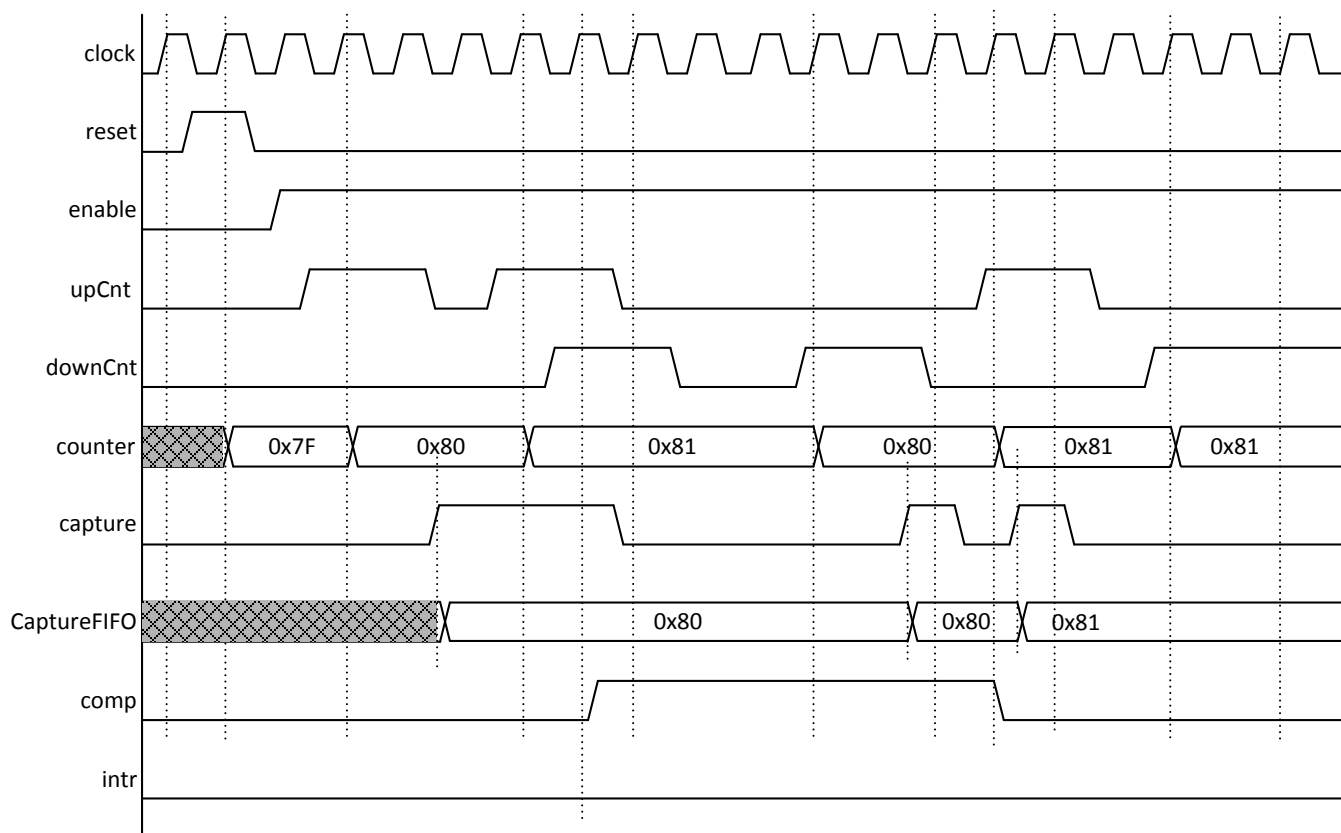 clock
reset
enable
upCnt
downCnt
counter 0x7F 0x80 0x81 0x80 0x81 0x81
capture
CaptureFIFO 0x80 0x80 0x81
comp
intr